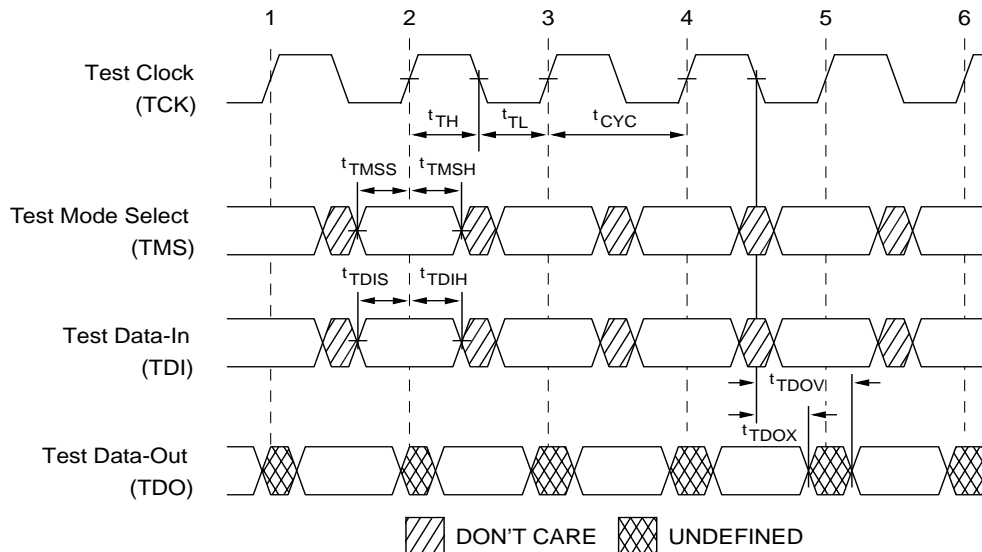 1 2 3 4 5 6
Test Clock
(TCK)
tTH tTL tCYC
tTMSS tTMSH
Test Mode Select
(TMS)
tTDIS tTDIH
Test Data-In
(TDI)
tTDOV
tTDOX
Test Data-Out
(TDO)
DON'T CARE UNDEFINED